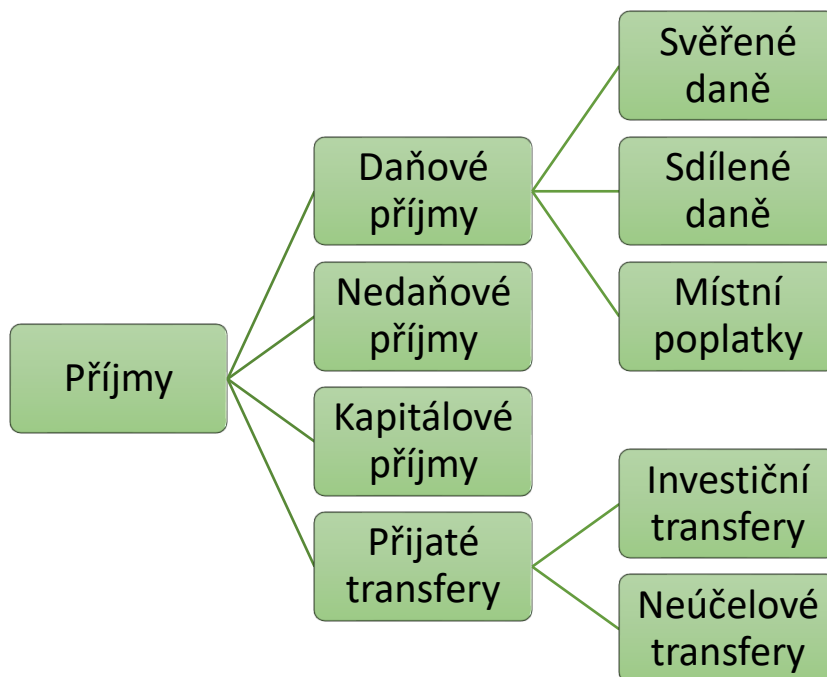 Příjmy
Daňové
příjmy
Svěřené
daně
Sdílené
daně
Místní
poplatky
Nedaňové
příjmy
Kapitálové
příjmy
Přijaté
transfery
Investiční
transfery
Neúčelové
transfery